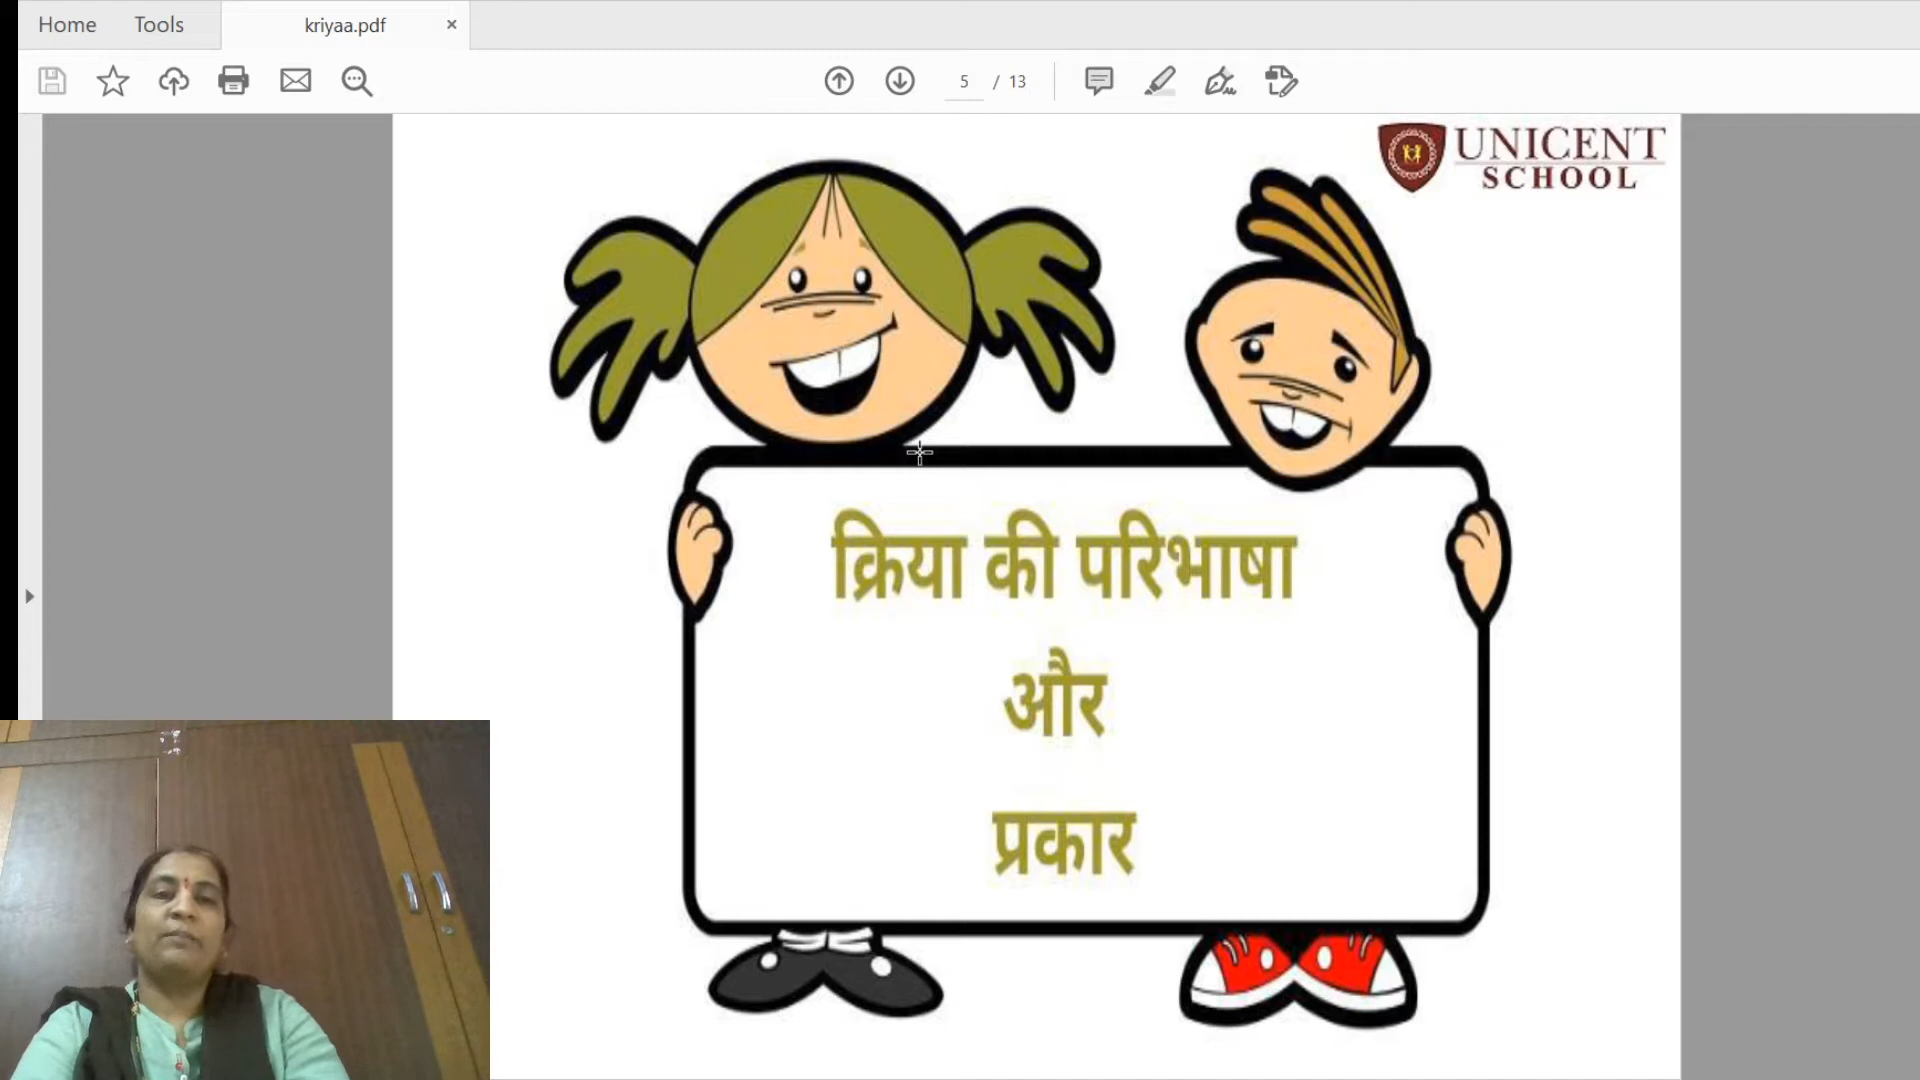 Home Tools kriyaa.pdf ×
5 / 13
UNICENT
SCHOOL
क्रिया की परिभाषा
और
प्रकार